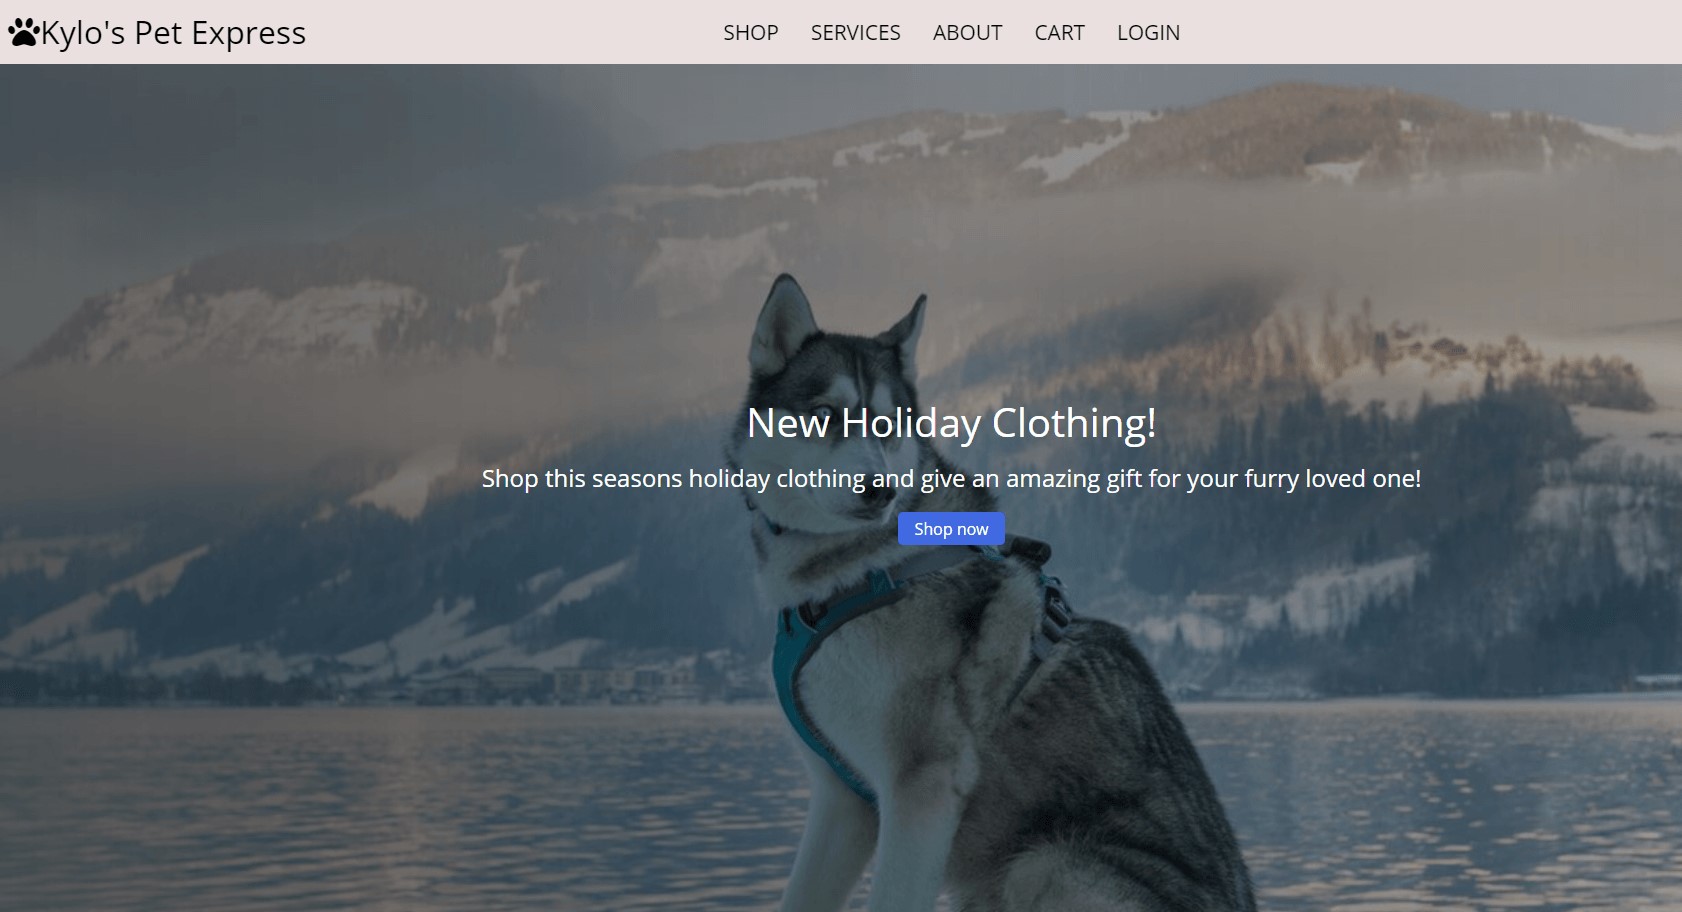 Kylo's Pet Express
SHOP SERVICES ABOUT CART LOGIN
New Holiday Clothing!
Shop this seasons holiday clothing and give an amazing gift for your furry loved one!
Shop now